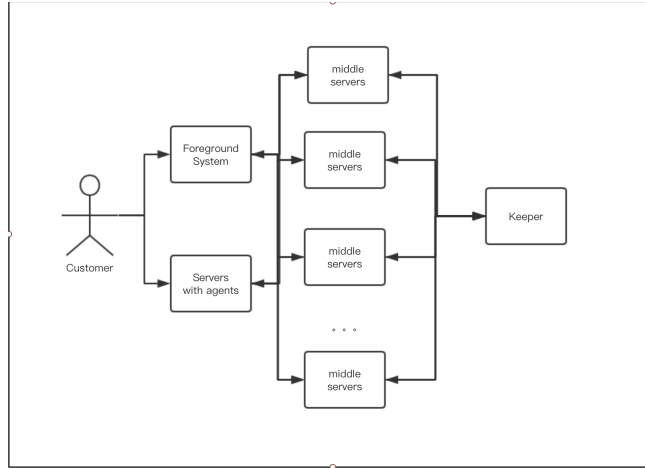 middle
servers
Foreground
System
middle
servers
Keeper
Customer
middle
servers
Servers
with agents
。。。
middle
servers